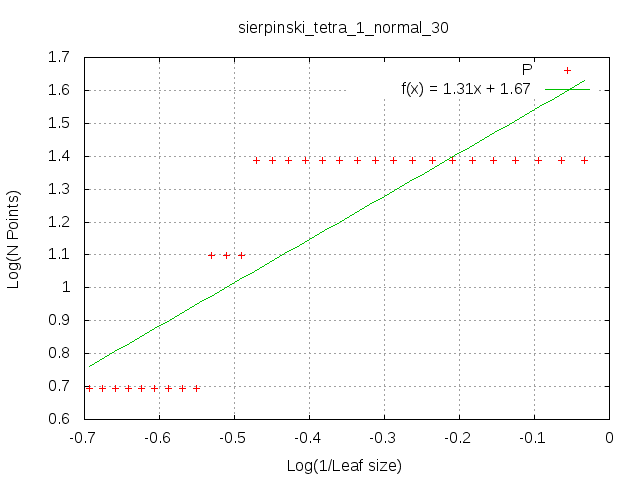 sierpinski_tetra_1_normal_30
1.7
P
f(x) = 1.31x + 1.67
1.6
1.5
1.4
1.3
1.2
1.1
1
0.9
0.8
0.7
0.6
Log(N Points)
-0.7 -0.6 -0.5 -0.4 -0.3 -0.2 -0.1 0
Log(1/Leaf size)